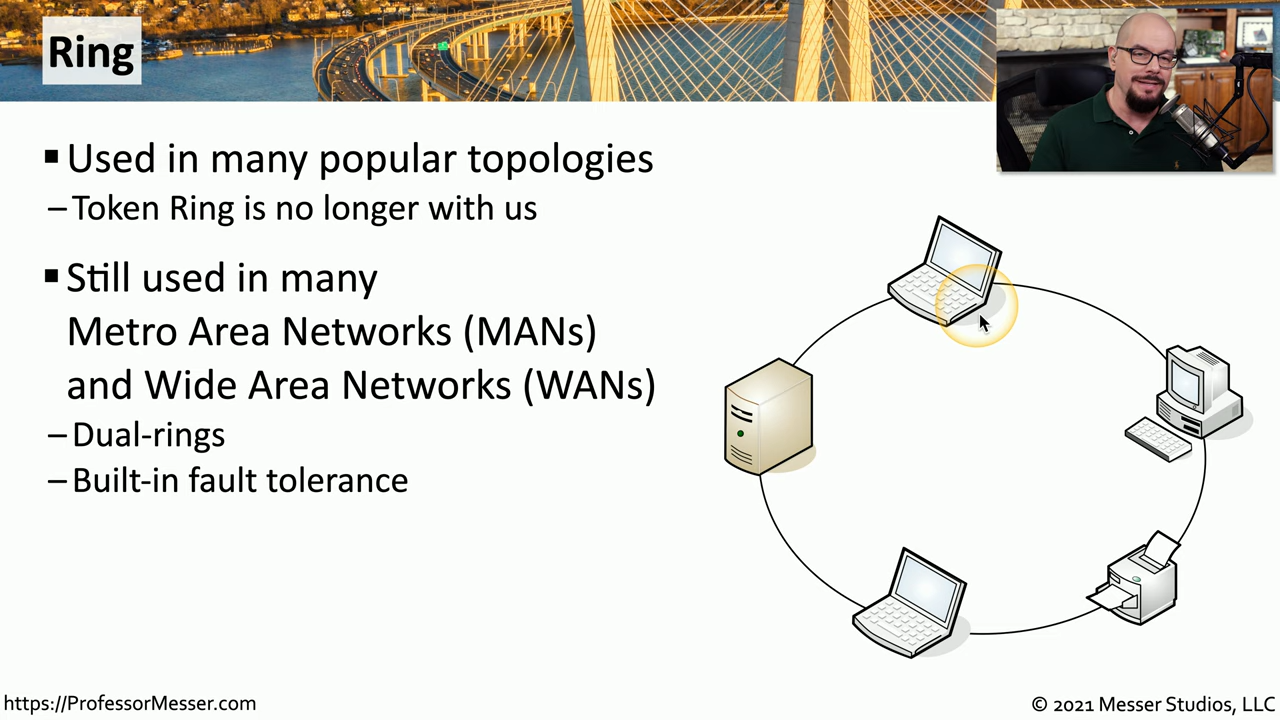 Ring
▪ Used in many popular topologies
– Token Ring is no longer with us
▪ Still used in many
Metro Area Networks (MANs)
and Wide Area Networks (WANs)
– Dual-rings
– Built-in fault tolerance
https://ProfessorMesser.com
© 2021 Messer Studios, LLC